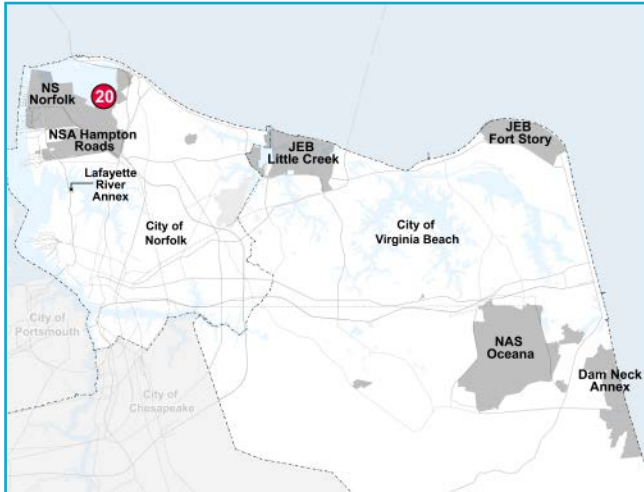 NS
Norfolk
20
NSA Hampton
Roads
Lafayette
River
Annex
City of
Norfolk
JEB
Little Creek
JEB
Fort Story
City of
Virginia Beach
City of
Portsmouth
City of
Chesapeake
NAS
Oceana
Dam Neck
Annex